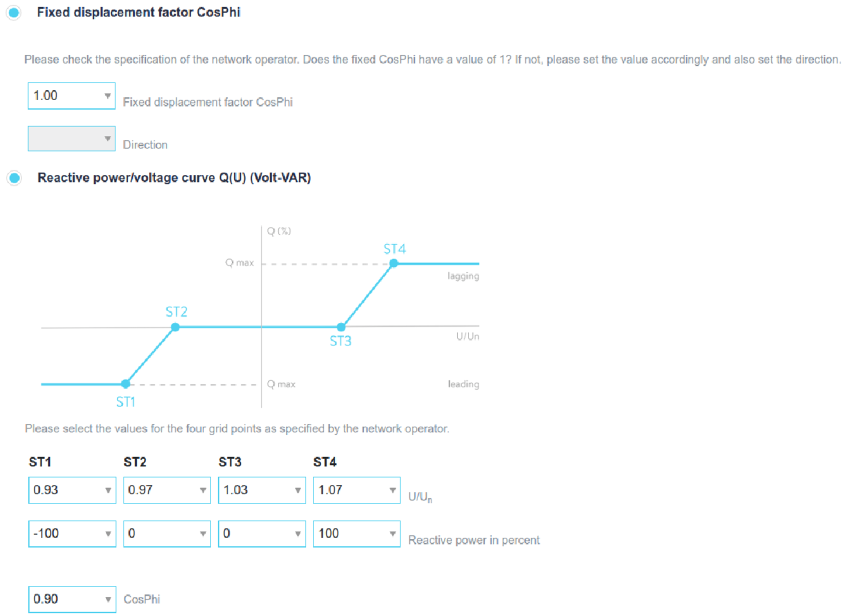 Fixed displacement factor CosPhi
Please check the specification of the network operator. Does the fixed CosPhi have a value of 1? If not, please set the value accordingly and also set the direction.
1.00
Fixed displacement factor CosPhi
Direction
Reactive power/voltage curve Q(U) (Volt-VAR)
Q (%)
ST4
Q max
lagging
ST2
ST3
U/Un
Q max
leading
ST1
Please select the values for the four grid points as specified by the network operator.
ST1 ST2 ST3 ST4
0.93 0.97 1.03 1.07 U/Un
-100 0 0 100 Reactive power in percent
0.90 CosPhi